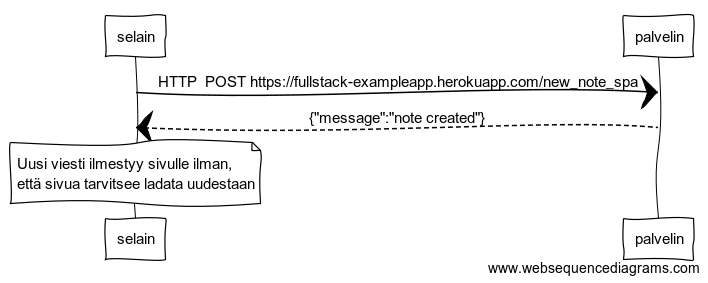 selain
palvelin
HTTP  POST https://fullstack-exampleapp.herokuapp.com/new_note_spa
{"message":"note created"}
Uusi viesti ilmestyy sivulle ilman,
että sivua tarvitsee ladata uudestaan
selain
palvelin
www.websequencediagrams.com